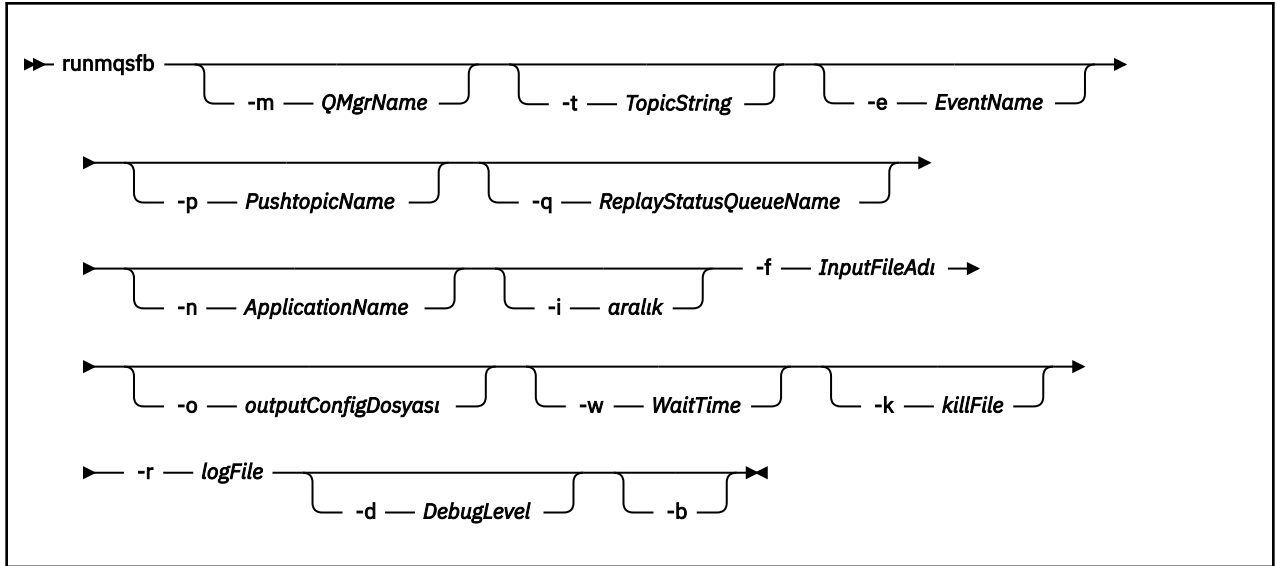 runmqsfb
-m QMgrName -t TopicString -e EventName
-p PushtopicName -q ReplayStatusQueueName
-f InputFileAdı
-n ApplicationName -i aralık
-o outputConfigDosyası -w WaitTime -k killFile
-r logFile
-d DebugLevel -b